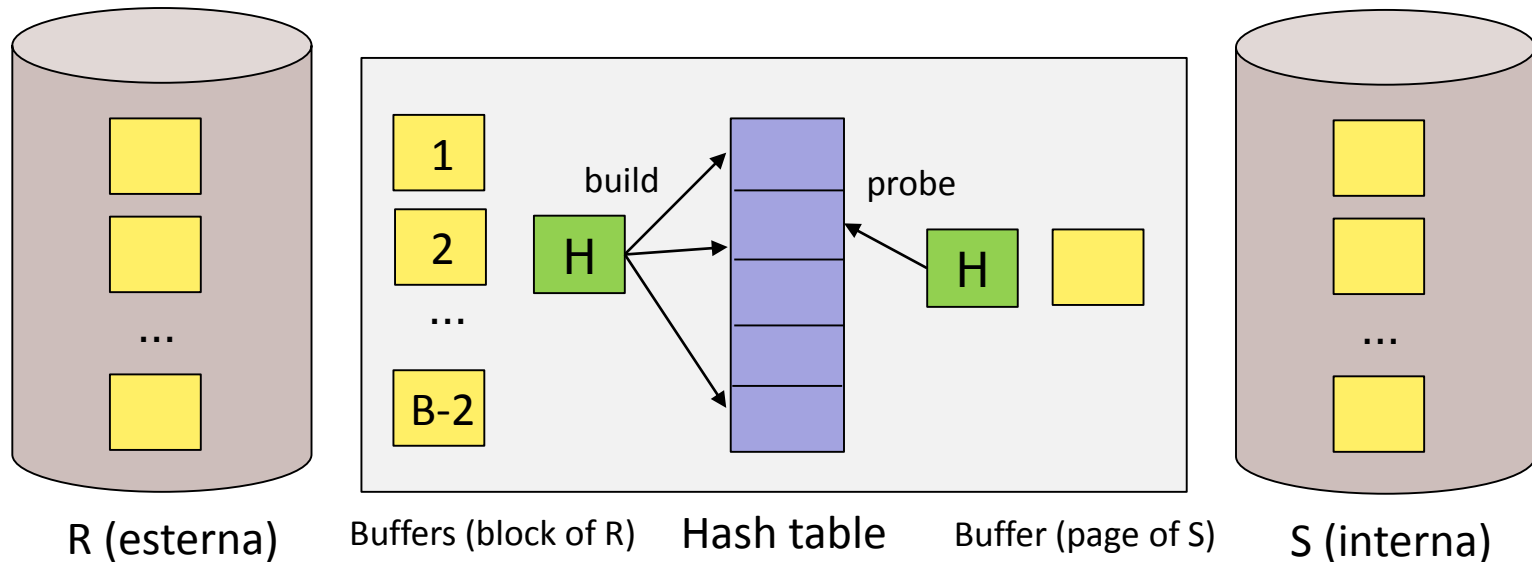 1
build
probe
2
H
H
...
...
...
B-2
R (esterna)
Buffers (block of R)
Hash table
Buffer (page of S)
S (interna)